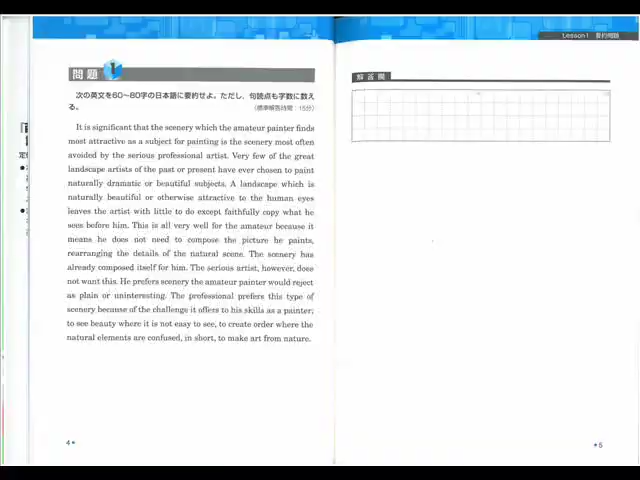 Lesson1 要約問題
問題 1
解答欄
次の英文を60～80字の日本語に要約せよ。ただし、句読点も字数に数え
る。
（標準解答時間：15分）
It is significant that the scenery which the amateur painter finds
most attractive as a subject for painting is the scenery most often
avoided by the serious professional artist. Very few of the great
landscape artists of the past or present have ever chosen to paint
naturally dramatic or beautiful subjects. A landscape which is
naturally beautiful or otherwise attractive to the human eyes
leaves the artist with little to do except faithfully copy what he
sees before him. This is all very well for the amateur because it
means he does not need to compose the picture he paints,
rearranging the details of the natural scene. The scenery has
already composed itself for him. The serious artist, however, does
not want this. He prefers scenery the amateur painter would reject
as plain or uninteresting. The professional prefers this type of
scenery because of the challenge it offers to his skills as a painter;
to see beauty where it is not easy to see, to create order where the
natural elements are confused, in short, to make art from nature.
4
5